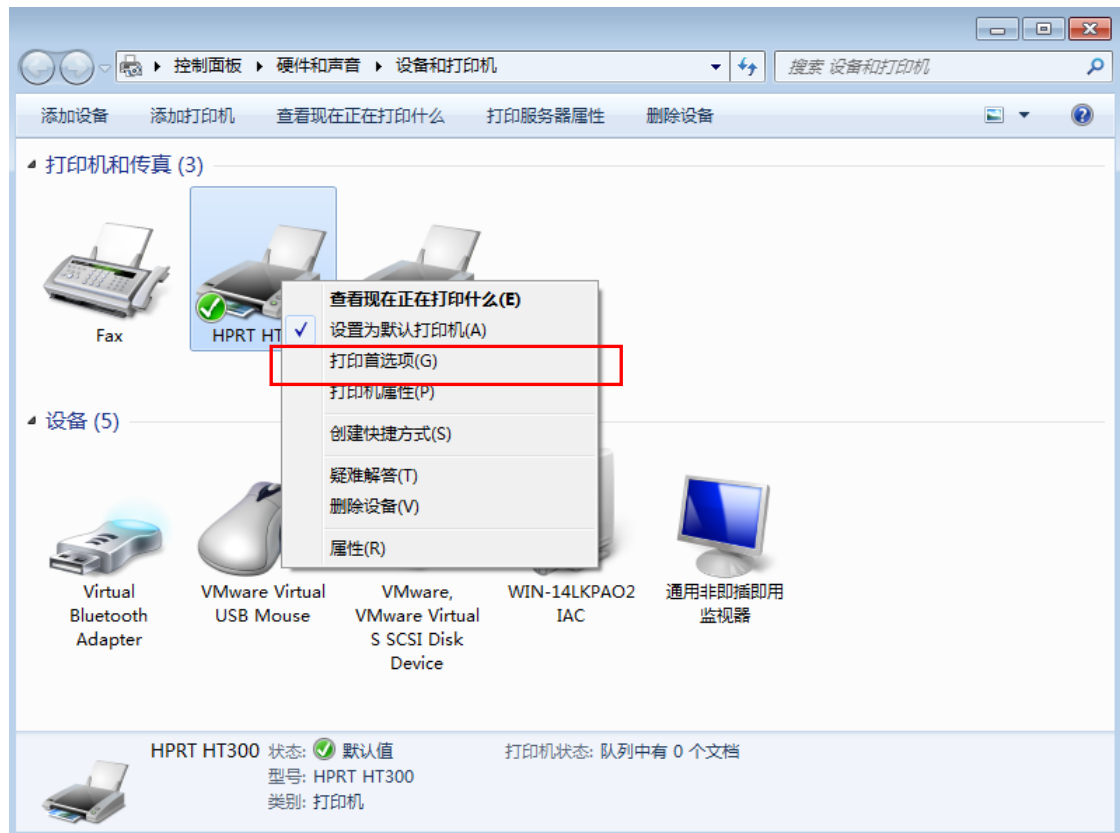 控制面板 ▸ 硬件和声音 ▸ 设备和打印机
搜索 设备和打印机
添加设备 添加打印机 查看现在正在打印什么 打印服务器属性 删除设备
打印机和传真 (3)
Fax
HPRT HT
查看现在正在打印什么(E)
设置为默认打印机(A)
打印首选项(G)
打印机属性(P)
创建快捷方式(S)
疑难解答(T)
删除设备(V)
属性(R)
设备 (5)
Virtual
Bluetooth
Adapter
VMware Virtual
USB Mouse
VMware,
VMware Virtual
S SCSI Disk
Device
WIN-14LKPAO2
IAC
通用非即插即用
监视器
HPRT HT300 状态: 默认值 打印机状态: 队列中有 0 个文档
型号: HPRT HT300
类别: 打印机